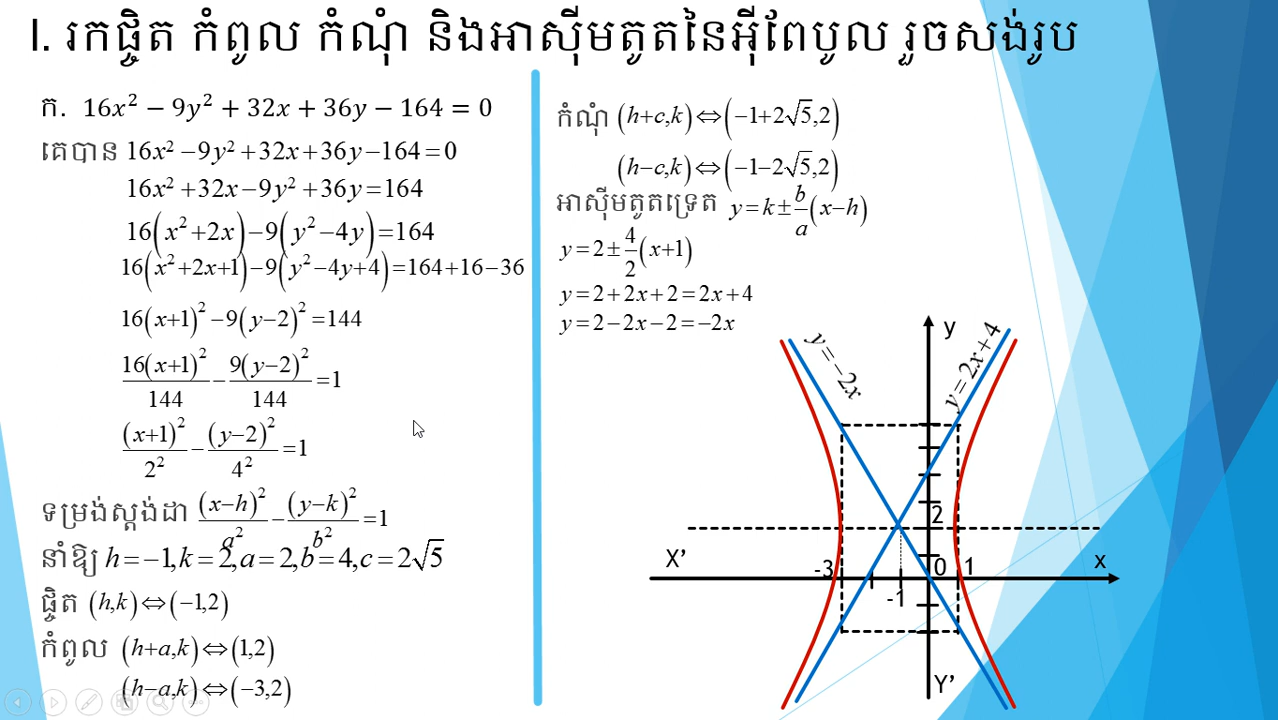 I. រកផ្ចិត កំពូល កំណុំ និងអាស៊ីមតូតនៃអ៊ីពែបូល រួចសង់រូប
ក. 16x² − 9y² + 32x + 36y − 164 = 0
គេបាន 16x² −9y² +32x+36y−164=0
16x² +32x−9y² +36y=164
16(x²+2x)−9(y²−4y)=164
16(x²+2x+1)−9(y²−4y+4)=164+16−36
16(x+1)²−9(y−2)²=144
16(x+1)²/144 − 9(y−2)²/144 =1
(x+1)²/2² − (y−2)²/4² =1
ទម្រង់ស្តង់ដា (x−h)²/a² − (y−k)²/b² =1
នាំឱ្យ h=−1,k=2,a=2,b=4,c=2√5
ផ្ចិត (h,k)⇔(−1,2)
កំពូល (h+a,k)⇔(1,2)
(h−a,k)⇔(−3,2)
កំណុំ (h+c,k)⇔(−1+2√5,2)
(h−c,k)⇔(−1−2√5,2)
អាស៊ីមតូតទ្រេត y=k±b/a(x−h)
y=2±4/2(x+1)
y=2+2x+2=2x+4
y=2−2x−2=−2x
y
y=−2x
y=2x+4
2
X'
-3
0
1
x
-1
Y'